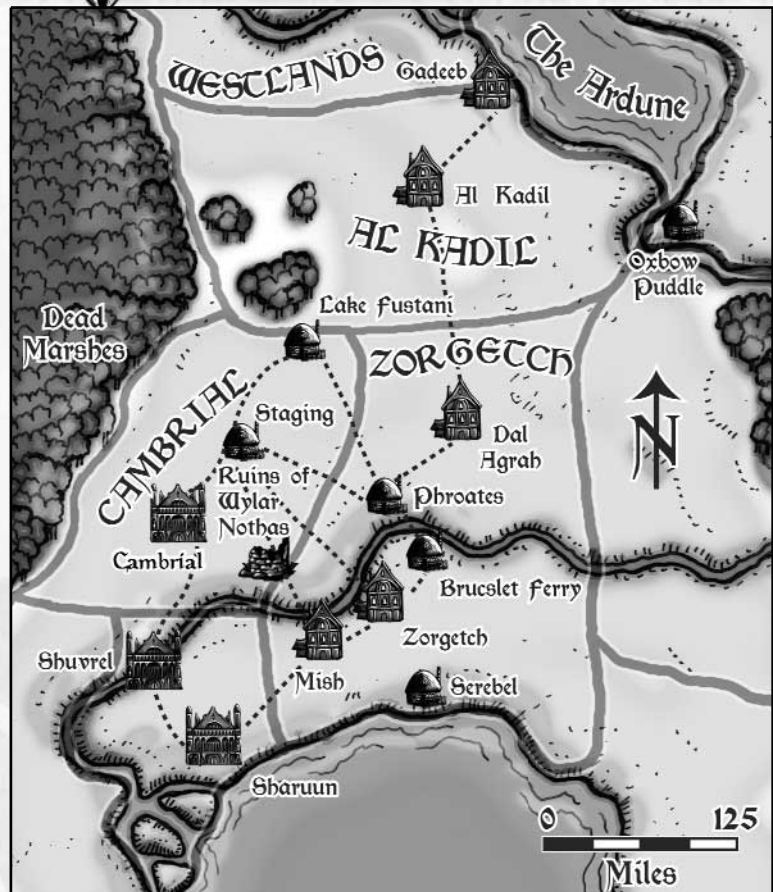 WESTLANDS
Gadeeb
The Ardune
Al Kadil
AL KADIL
Oxbow
Puddle
Lake Fustani
Dead
Marshes
ZORGETCH
CAMBRIAL
Staging
N
Dal
Agrah
Ruins of
Wylar
Nothas
Phroates
Cambrial
Brucslet Ferry
Zorgetch
Shuvrel
Mish
Serebel
Sharuun
0 125
Miles